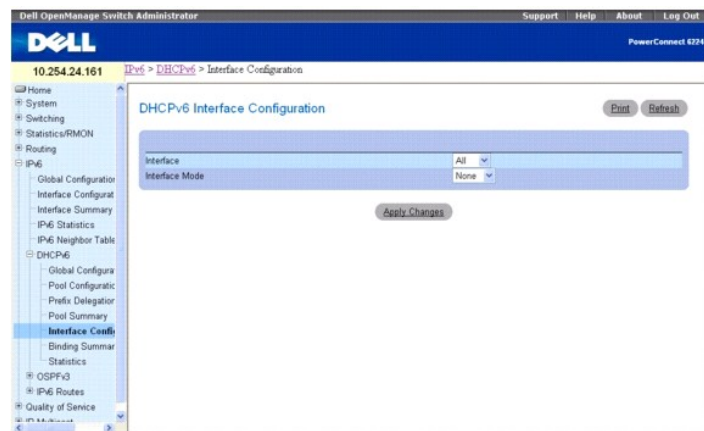 Dell OpenManage Switch Administrator
Support Help About Log Out
DELL
PowerConnect 6224
10.254.24.161
IPv6 > DHCPv6 > Interface Configuration
Home
System
Switching
Statistics/RMON
Routing
IPv6
Global Configuration
Interface Configurat
Interface Summary
IPv6 Statistics
IPv6 Neighbor Table
DHCPv6
Global Configura
Pool Configuratic
Prefix Delegation
Pool Summary
Interface Config
Binding Summar
Statistics
OSPFv3
IPv6 Routes
Quality of Service
IP Multicast
DHCPv6 Interface Configuration
Print Refresh
Interface All
Interface Mode None
Apply Changes